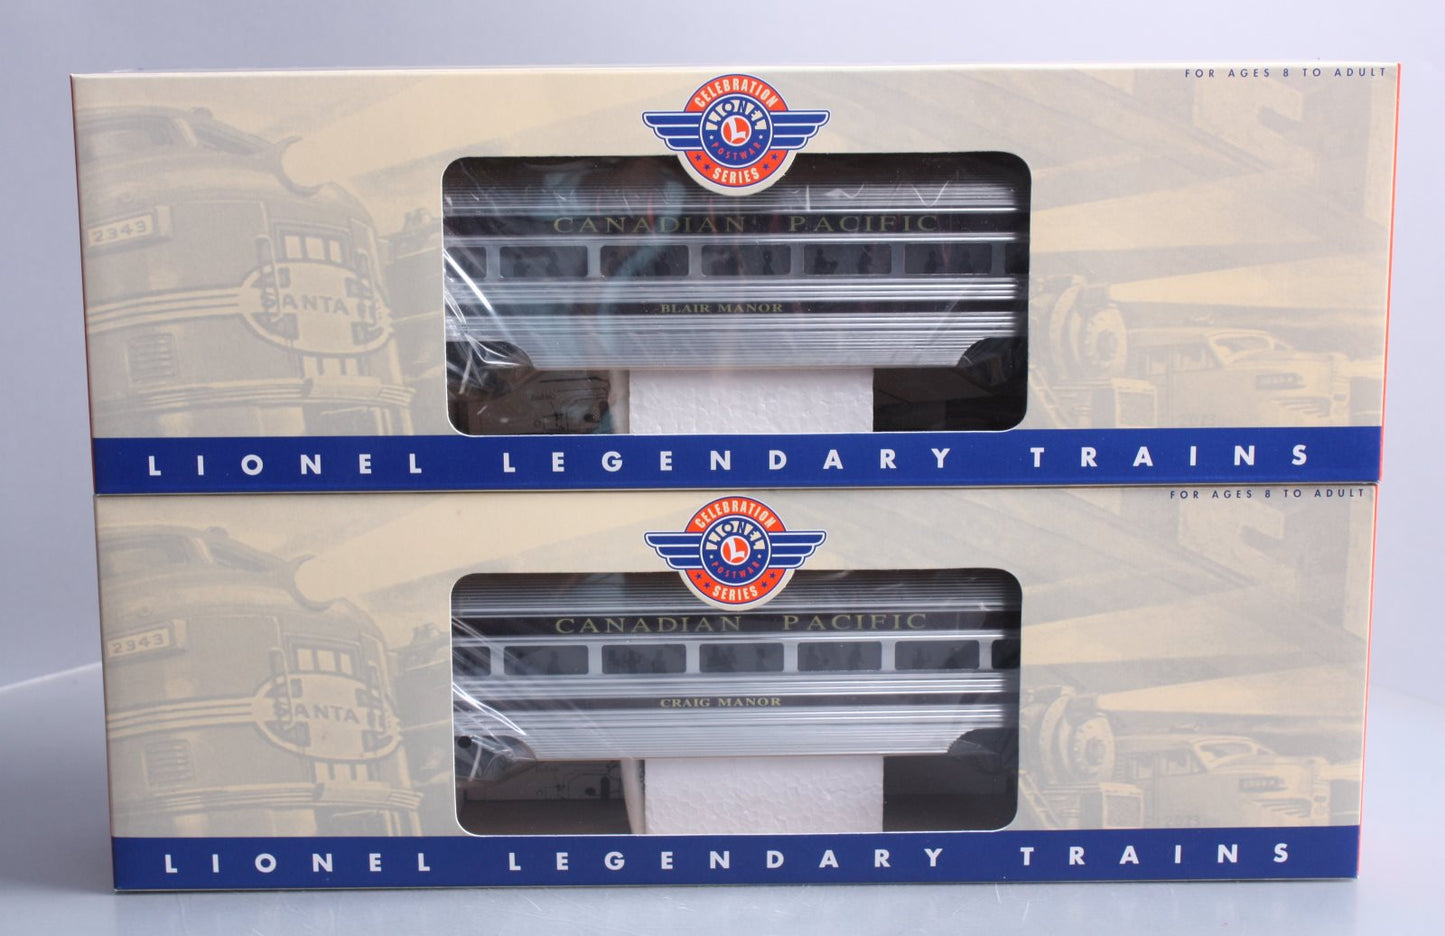 FOR AGES 8 TO ADULT
CELEBRATION
LIONEL
L
POSTWAR
SERIES
CANADIAN PACIFIC
2343
SANTA
BLAIR MANOR
LIONEL LEGENDARY TRAINS
FOR AGES 8 TO ADULT
CELEBRATION
LIONEL
L
POSTWAR
SERIES
CANADIAN PACIFIC
2343
SANTA
CRAIG MANOR
LIONEL LEGENDARY TRAINS